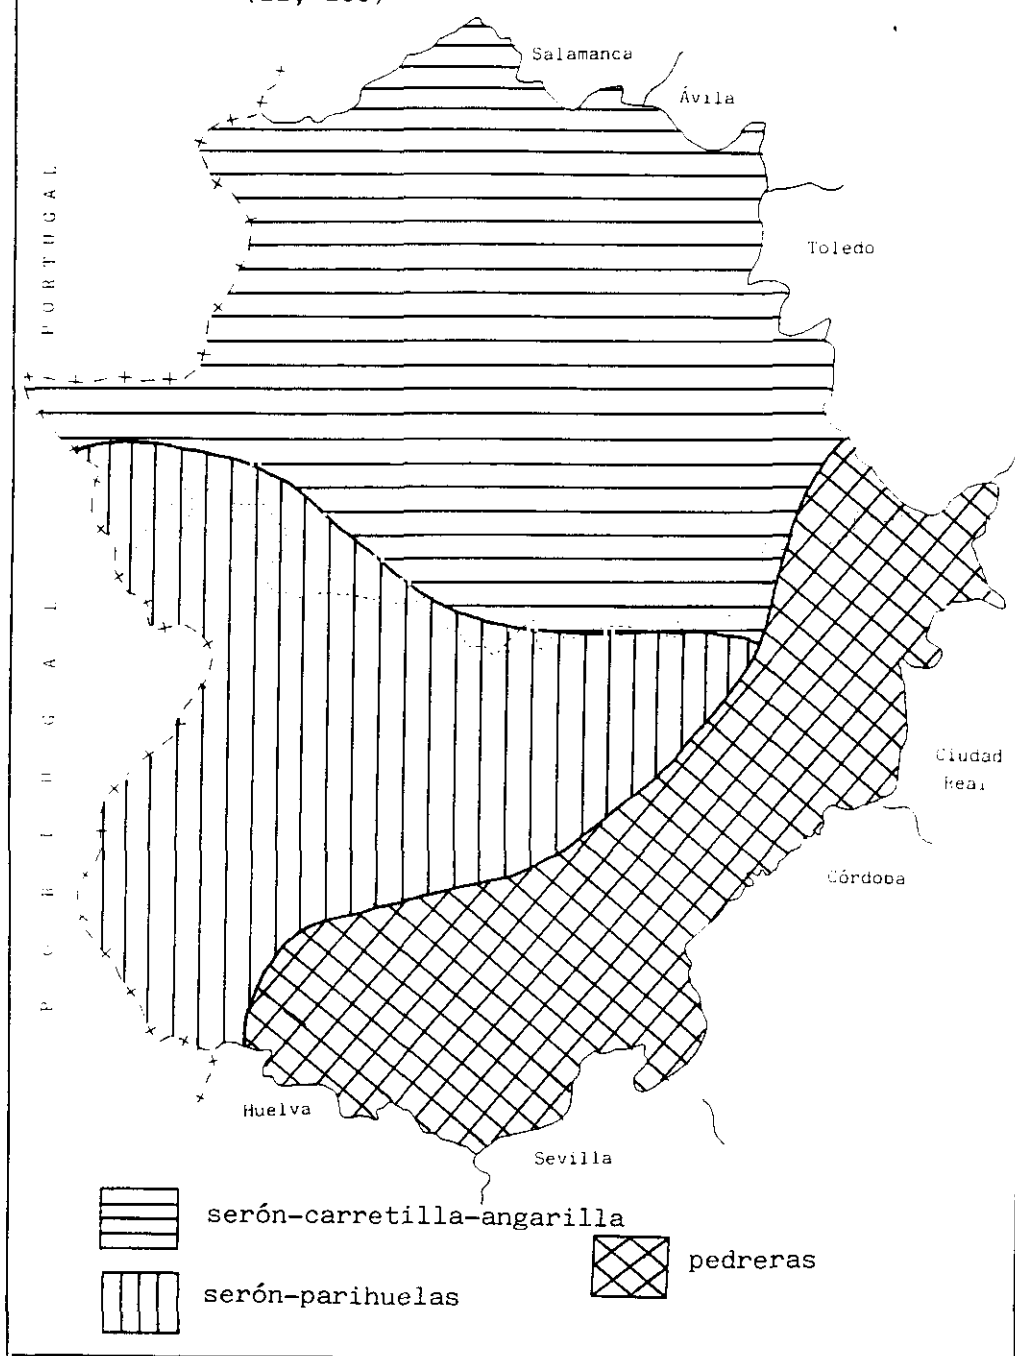 Salamanca
Ávila
PORTUGAL
Toledo
PORTUGAL
Ciudad
Real
Córdoba
Huelva
Sevilla
serón-carretilla-angarilla
pedreras
serón-parihuelas